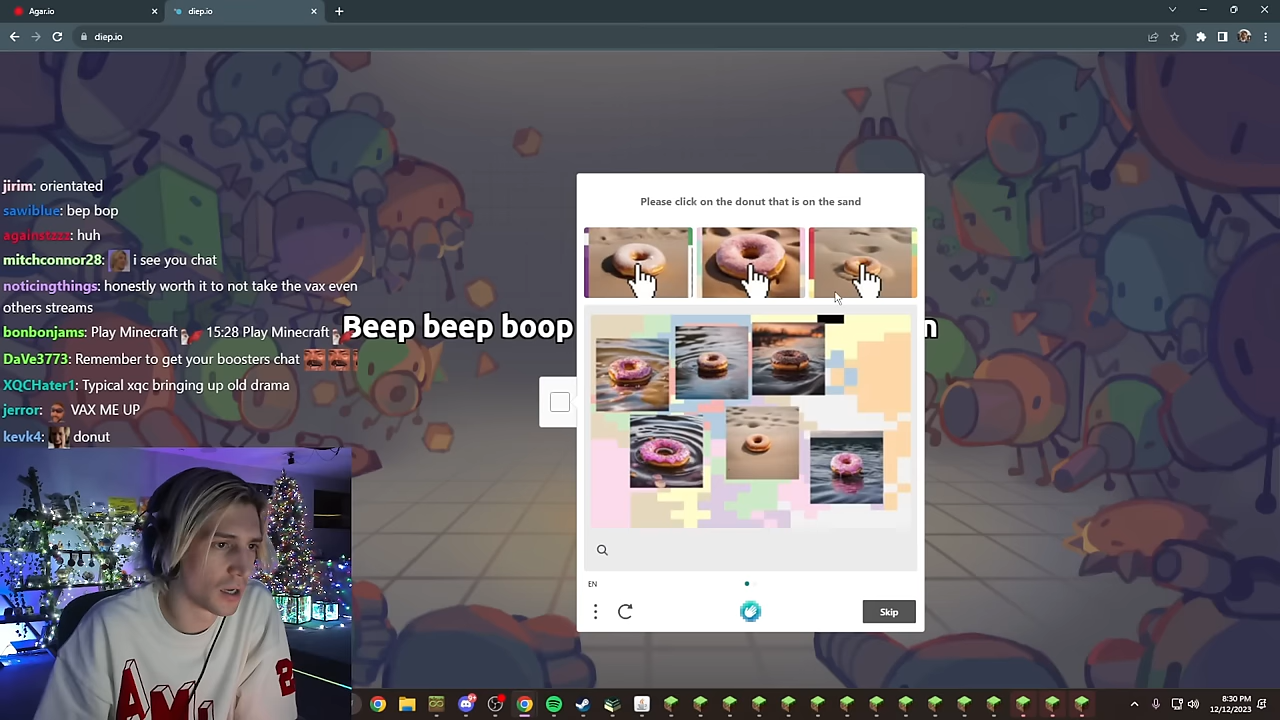 Agar.io
diep.io
diep.io
jirim: orientated
sawiblue: bep bop
againstzzz: huh
mitchconnor28: i see you chat
noticingthings: honestly worth it to not take the vax even
others streams
bonbonjams: Play Minecraft 15:28 Play Minecraft
DaVe3773: Remember to get your boosters chat
XQCHater1: Typical xqc bringing up old drama
jerror: VAX ME UP
kevk4: donut
Beep beep boop
Please click on the donut that is on the sand
EN
Skip
8:30 PM
12/12/2023